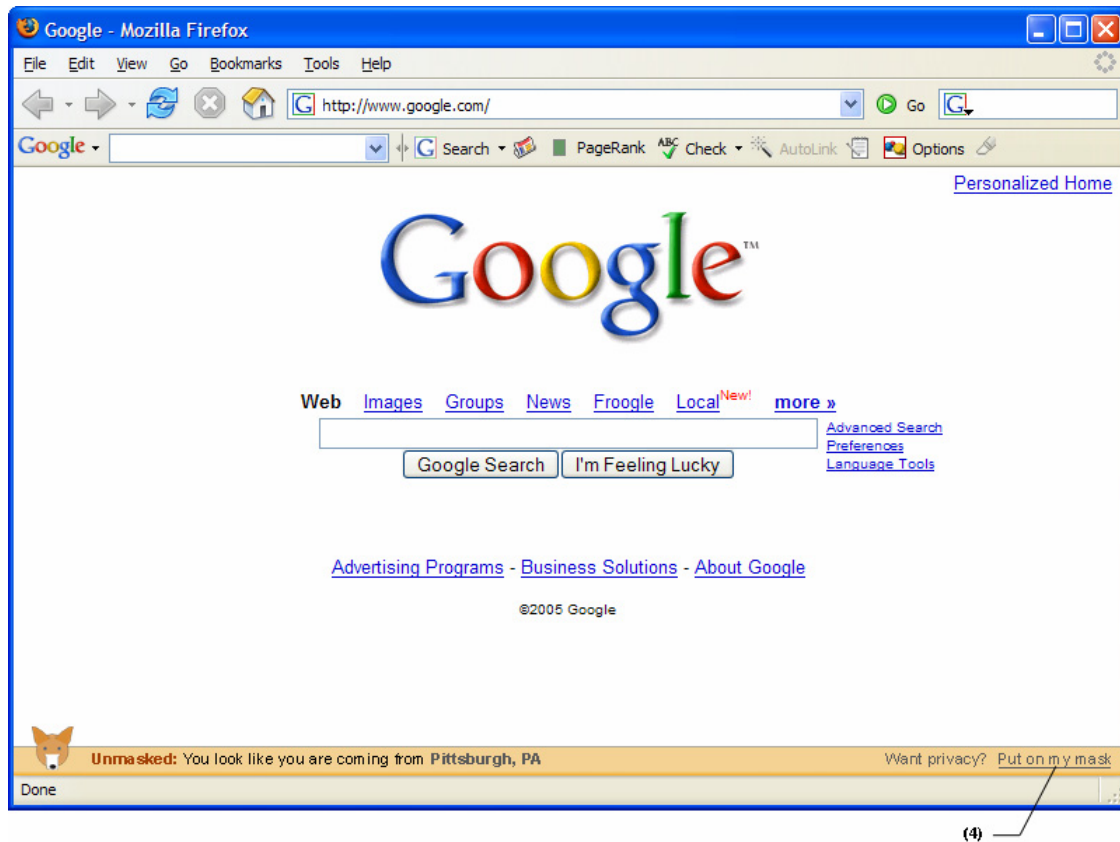 Google - Mozilla Firefox
File Edit View Go Bookmarks Tools Help
G http://www.google.com/ Go G
Google G Search PageRank ABC Check AutoLink Options
Personalized Home
Google™
Web Images Groups News Froogle Local New! more »
Advanced Search
Preferences
Google Search I'm Feeling Lucky Language Tools
Advertising Programs - Business Solutions - About Google
©2005 Google
Unmasked: You look like you are coming from Pittsburgh, PA Want privacy? Put on my mask
Done
(4)